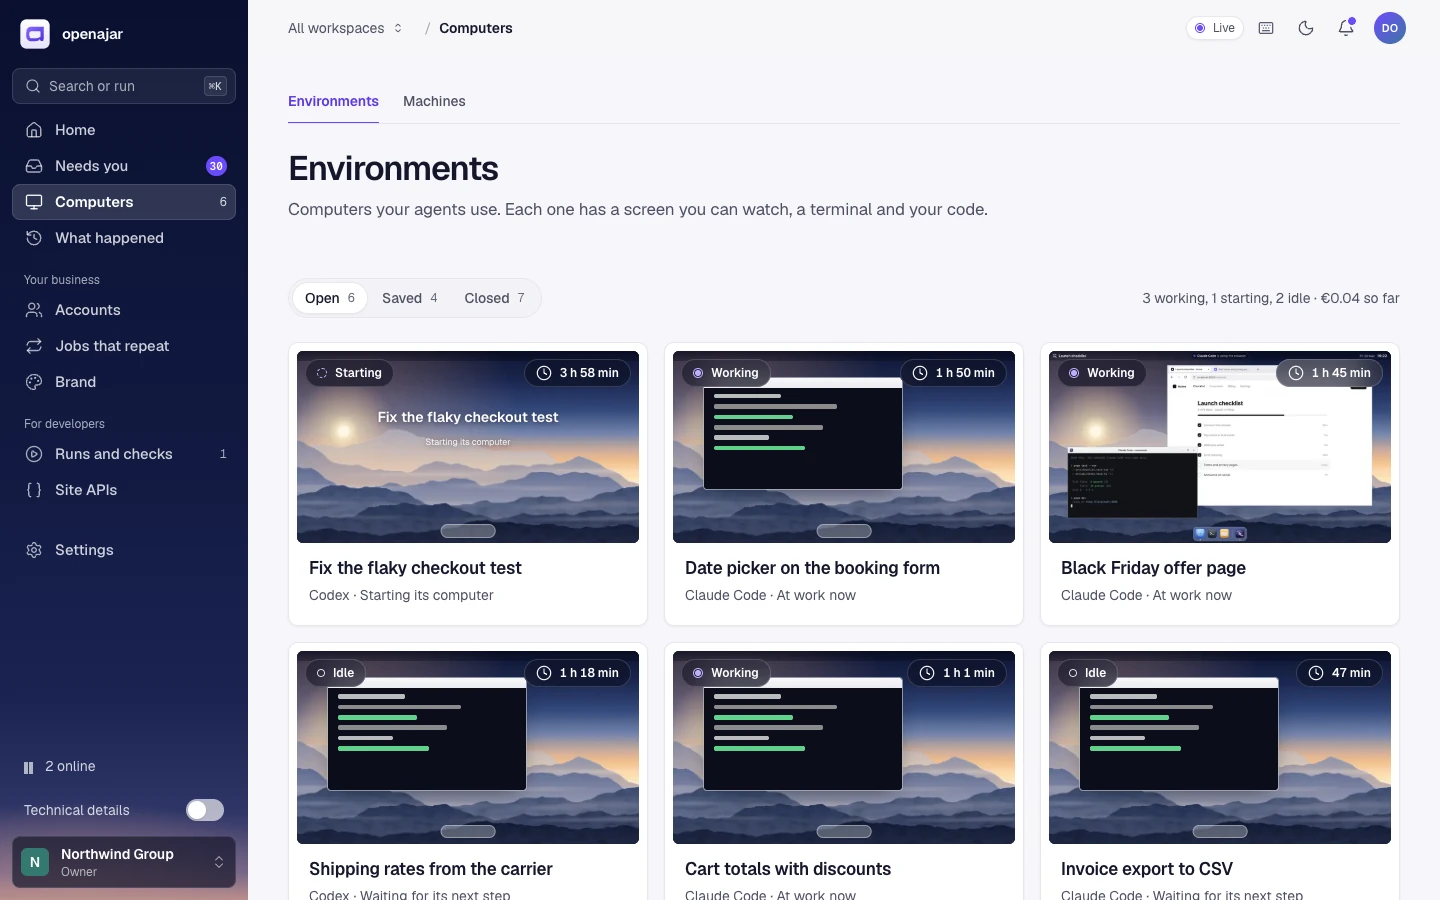 openajar
Search or run ⌘K
Home
Needs you 30
Computers 6
What happened
Your business
Accounts
Jobs that repeat
Brand
For developers
Runs and checks 1
Site APIs
Settings
2 online
Technical details
N Northwind Group
Owner
All workspaces / Computers
Live
DO
Environments Machines
Environments
Computers your agents use. Each one has a screen you can watch, a terminal and your code.
Open 6 Saved 4 Closed 7
3 working, 1 starting, 2 idle · €0.04 so far
Starting 3 h 58 min
Fix the flaky checkout test
Starting its computer
Fix the flaky checkout test
Codex · Starting its computer
Working 1 h 50 min
Date picker on the booking form
Claude Code · At work now
Working 1 h 45 min
Launch checklist
Black Friday offer page
Claude Code · At work now
Idle 1 h 18 min
Shipping rates from the carrier
Codex · Waiting for its next step
Working 1 h 1 min
Cart totals with discounts
Claude Code · At work now
Idle 47 min
Invoice export to CSV
Claude Code · Waiting for its next step